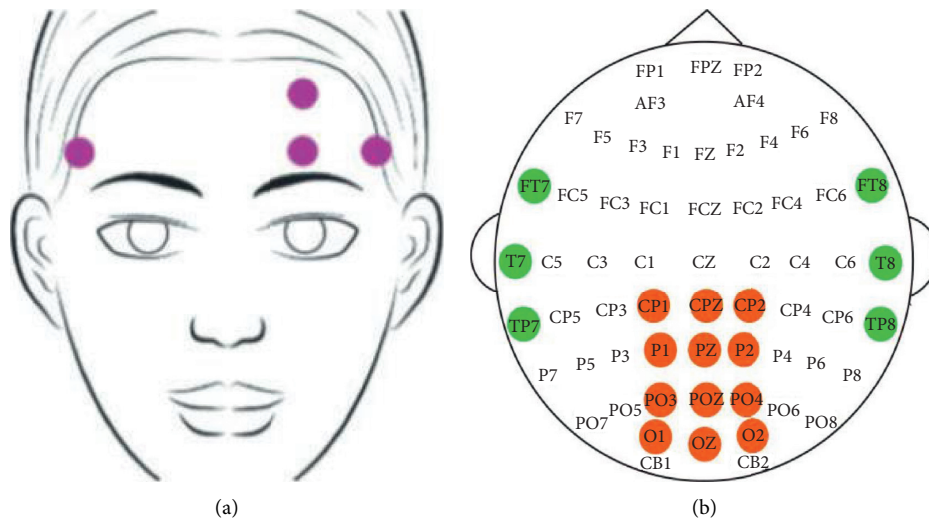 FP1 FPZ FP2
AF3 AF4
F7 F5 F3 F1 FZ F2 F4 F6 F8
FT7 FC5 FC3 FC1 FCZ FC2 FC4 FC6 FT8
T7 C5 C3 C1 CZ C2 C4 C6 T8
TP7 CP5 CP3 CP1 CPZ CP2 CP4 CP6 TP8
P7 P5 P3 P1 PZ P2 P4 P6 P8
PO7 PO5 PO3 POZ PO4 PO6 PO8
O1 OZ O2
CB1 CB2
(a) (b)